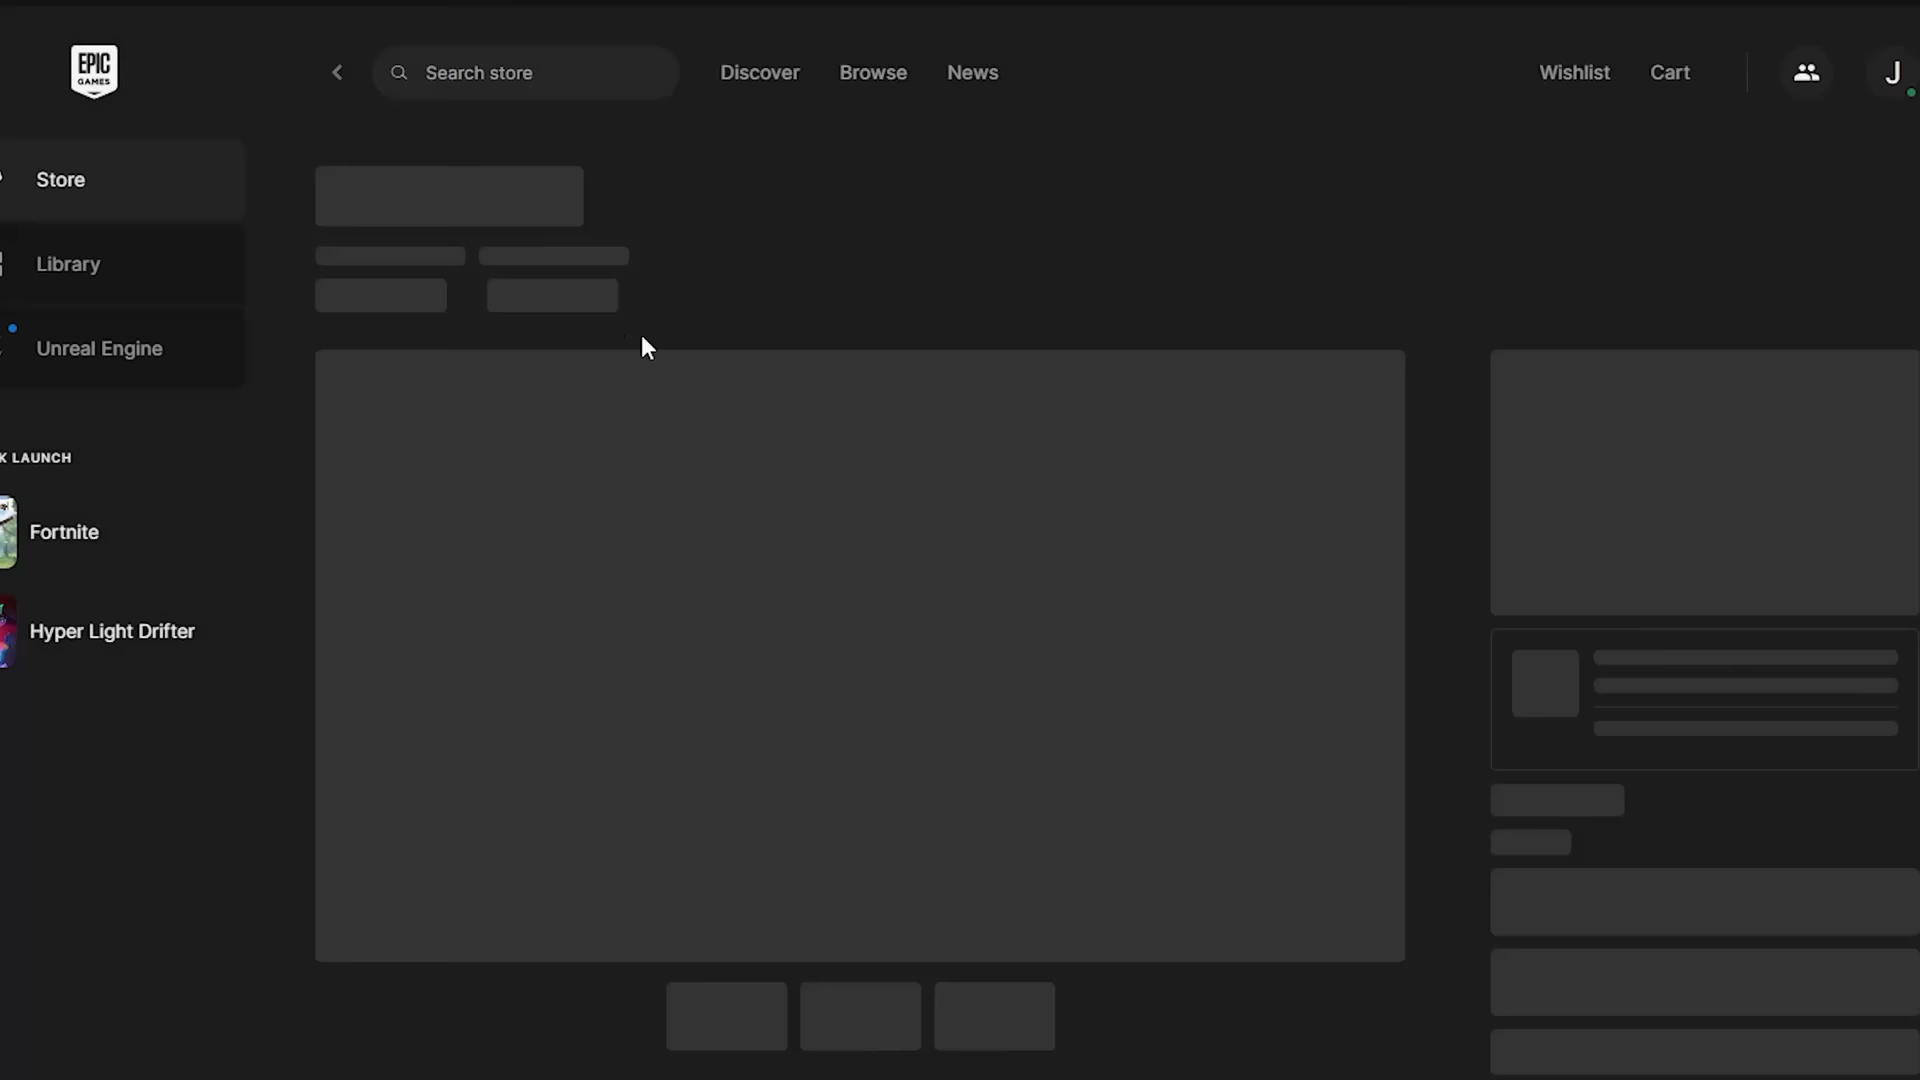 EPIC
GAMES
Search store
Discover
Browse
News
Wishlist
Cart
J
Store
Library
Unreal Engine
K LAUNCH
Fortnite
Hyper Light Drifter